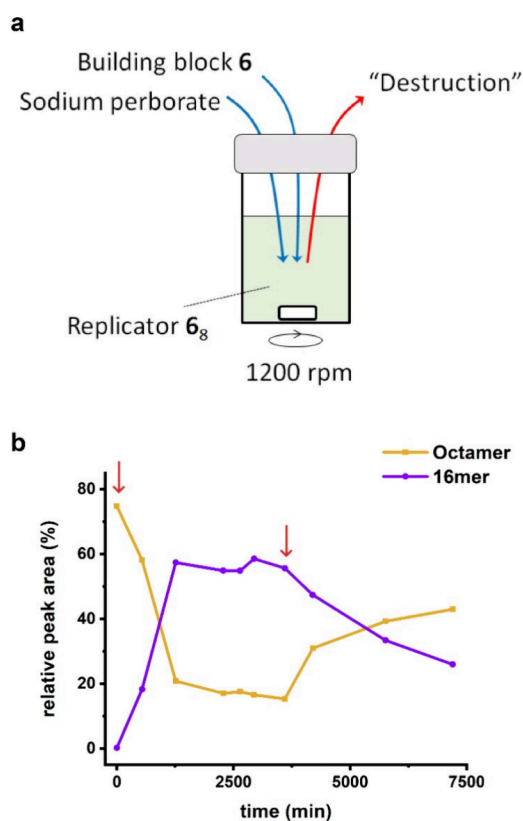 a
Building block 6
Sodium perborate
“Destruction”
Replicator 6₈
1200 rpm
b
Octamer
16mer
80
60
40
20
0
relative peak area (%)
0
2500
5000
7500
time (min)